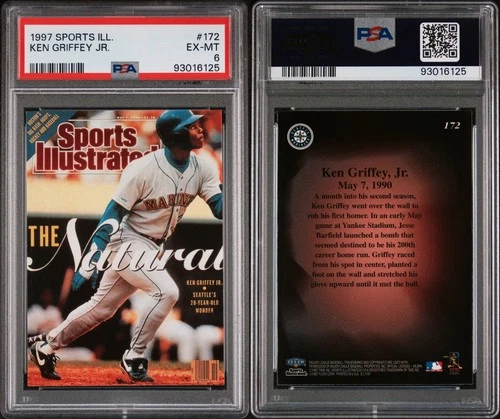 1997 SPORTS ILL.
#172
KEN GRIFFEY JR.
EX-MT
6
PSA
93016125
Sports
Illustrated
THE
Natural
KEN GRIFFEY JR.
SEATTLE'S
20-YEAR-OLD
WONDER
PSA
93016125
172
Ken Griffey, Jr.
May 7, 1990
A month into his second season,
Ken Griffey went over the wall to
rob his first homer. In an early May
game at Yankee Stadium, Jesse
Barfield launched a bomb that
seemed destined to be his 200th
career home run. Griffey raced
from his spot in center, planted a
foot on the wall and stretched his
glove upward until it met the ball.
FLEER